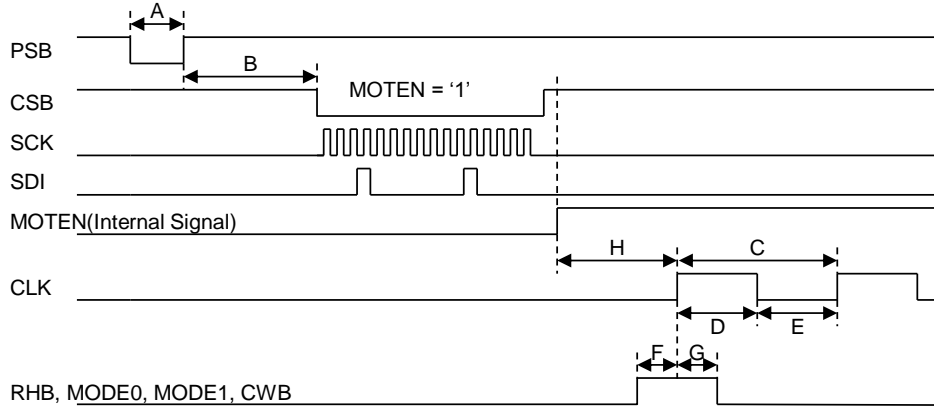 A
PSB
B
CSB
MOTEN = ‘1’
SCK
SDI
MOTEN(Internal Signal)
H
C
CLK
D
E
F
G
RHB, MODE0, MODE1, CWB